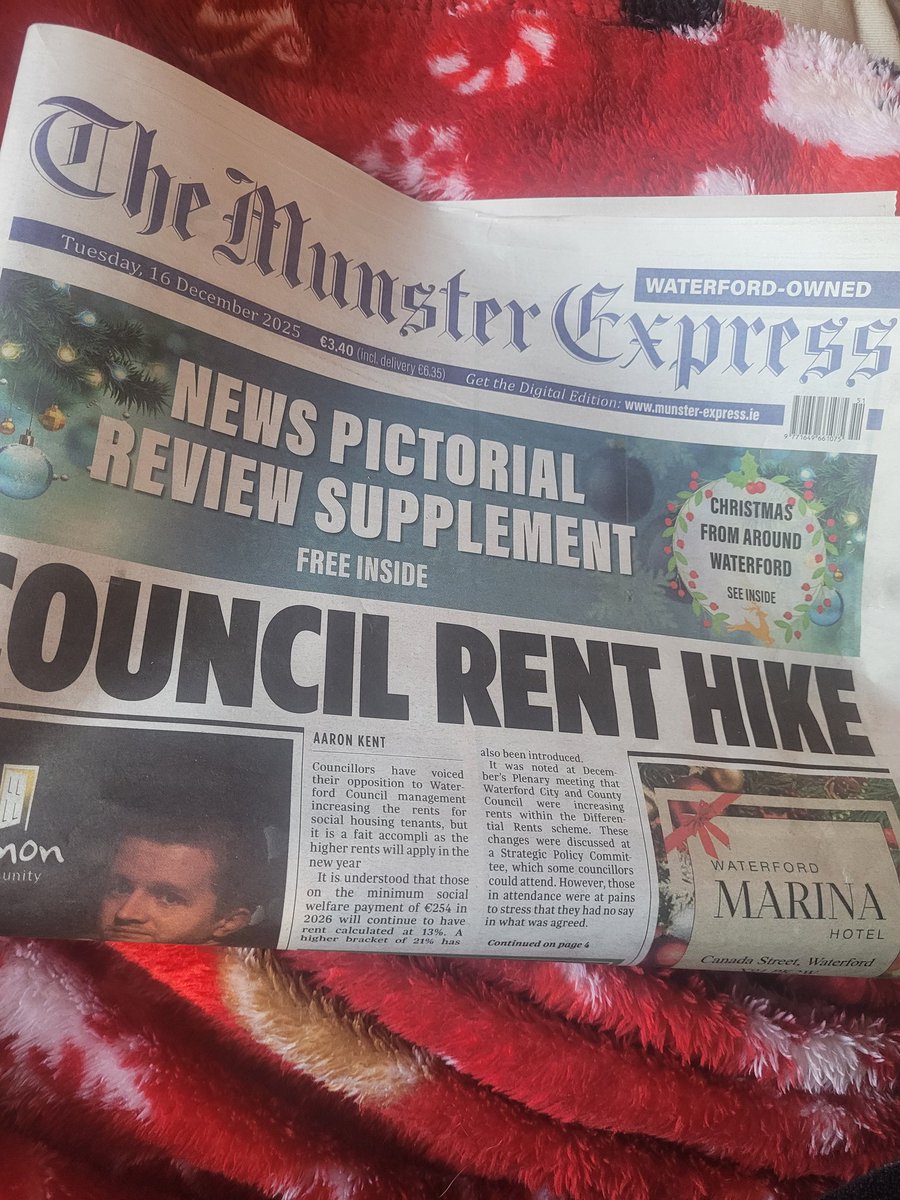 The Munster Express
WATERFORD-OWNED
Tuesday, 16 December 2025
€3.40 (incl. delivery €6.35)
Get the Digital Edition: www.munster-express.ie
51
9 771649 661075
NEWS PICTORIAL
REVIEW SUPPLEMENT
FREE INSIDE
CHRISTMAS
FROM AROUND
WATERFORD
SEE INSIDE
COUNCIL RENT HIKE
AARON KENT
Councillors have voiced
their opposition to Water-
ford Council management
increasing the rents for
social housing tenants, but
it is a fait accompli as the
higher rents will apply in the
new year
It is understood that those
on the minimum social
welfare payment of €254 in
2026 will continue to have
rent calculated at 13%. A
higher bracket of 21% has
also been introduced.
It was noted at Decem-
ber's Plenary meeting that
Waterford City and County
Council were increasing
rents within the Differen-
tial Rents scheme. These
changes were discussed at
a Strategic Policy Commit-
tee, which some councillors
could attend. However, those
in attendance were at pains
to stress that they had no say
in what was agreed.
Continued on page 4
WATERFORD
MARINA
HOTEL
Canada Street, Waterford